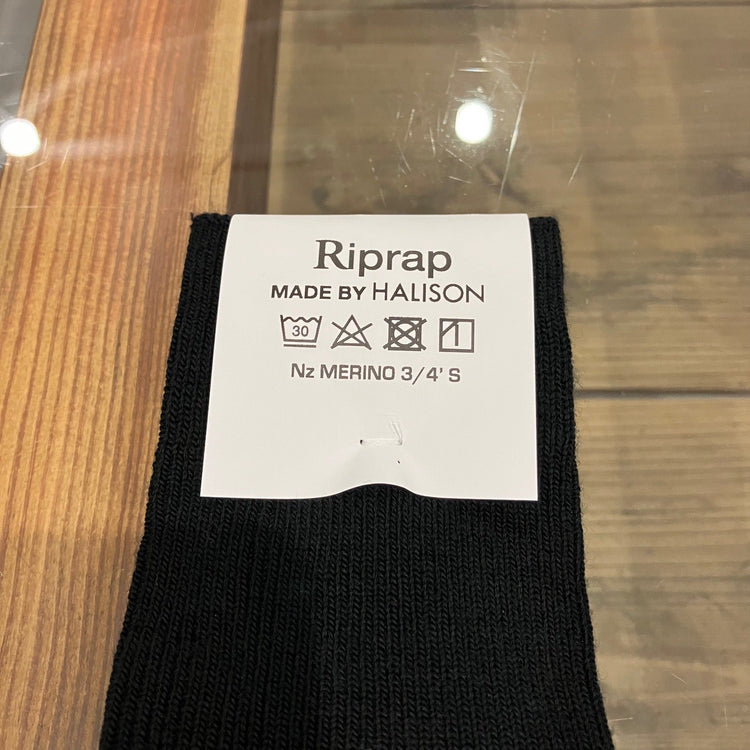 Riprap
MADE BY HALISON
30
Nz MERINO 3/4' S